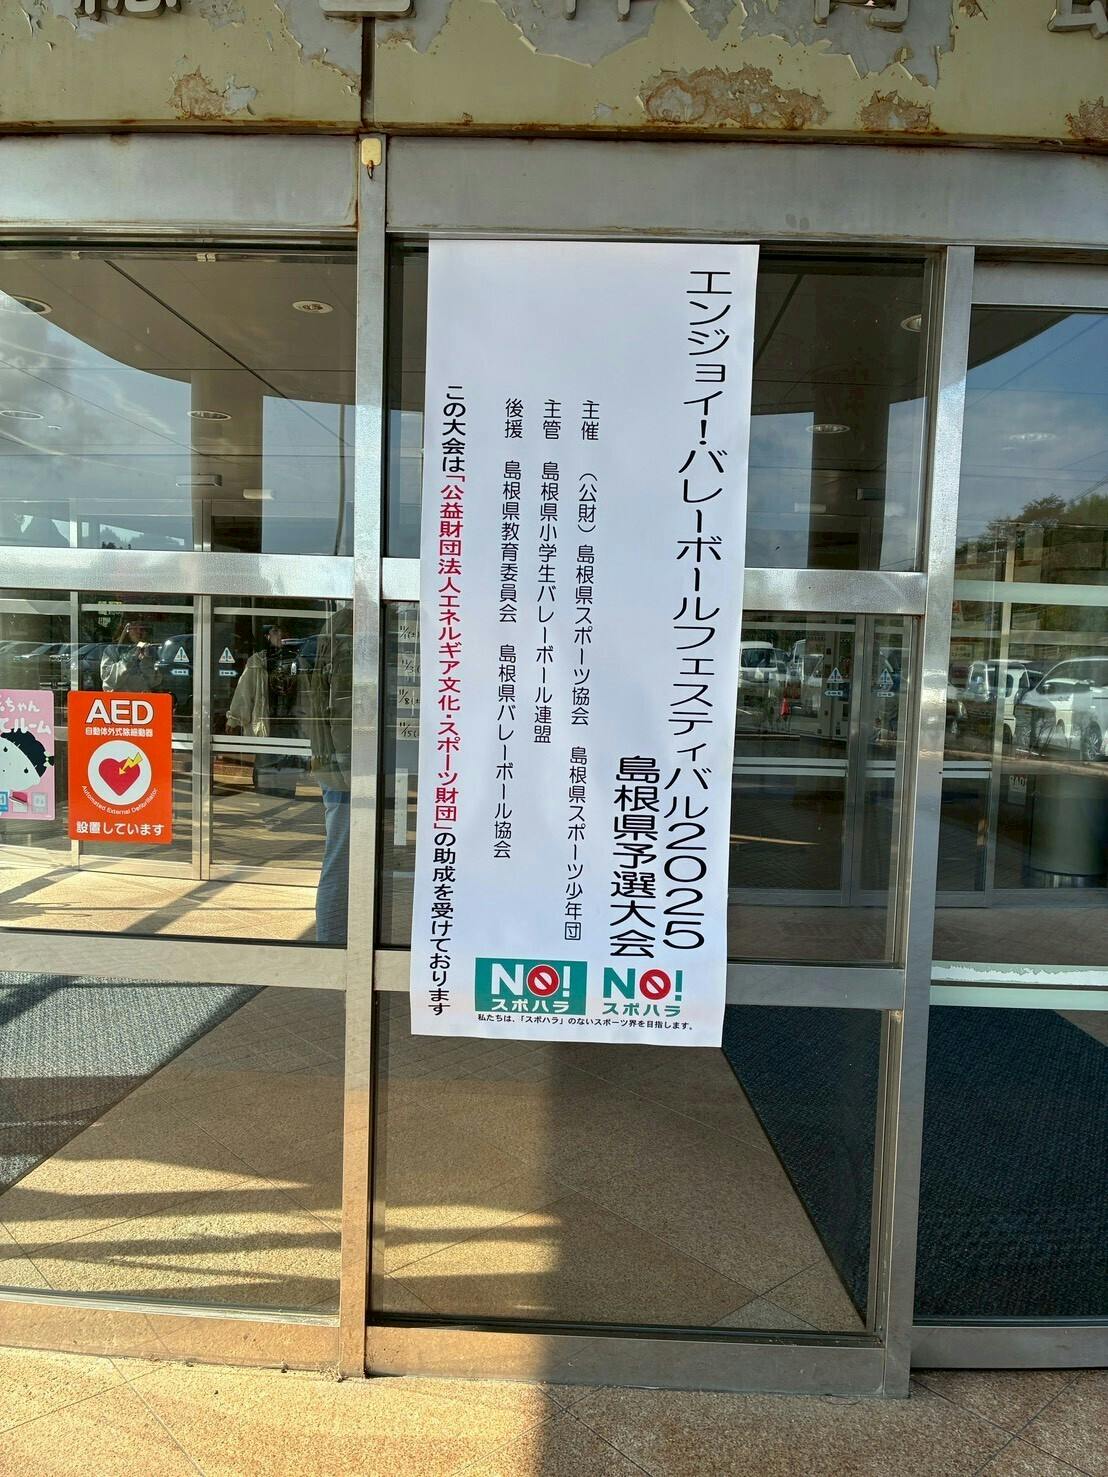 エンジョイ!バレーボールフェスティバル2025
島根県予選大会
主催 (公財)島根県スポーツ協会 島根県スポーツ少年団
主管 島根県小学生バレーボール連盟
後援 島根県教育委員会 島根県バレーボール協会
この大会は「公益財団法人エネルギア文化・スポーツ財団」の助成を受けております
NO!
スポハラ
NO!
スポハラ
私たちは、「スポハラ」のないスポーツ界を目指します。
AED
自動体外式除細動器
Automated External Defibrillator
設置しています
ちゃん
ルーム